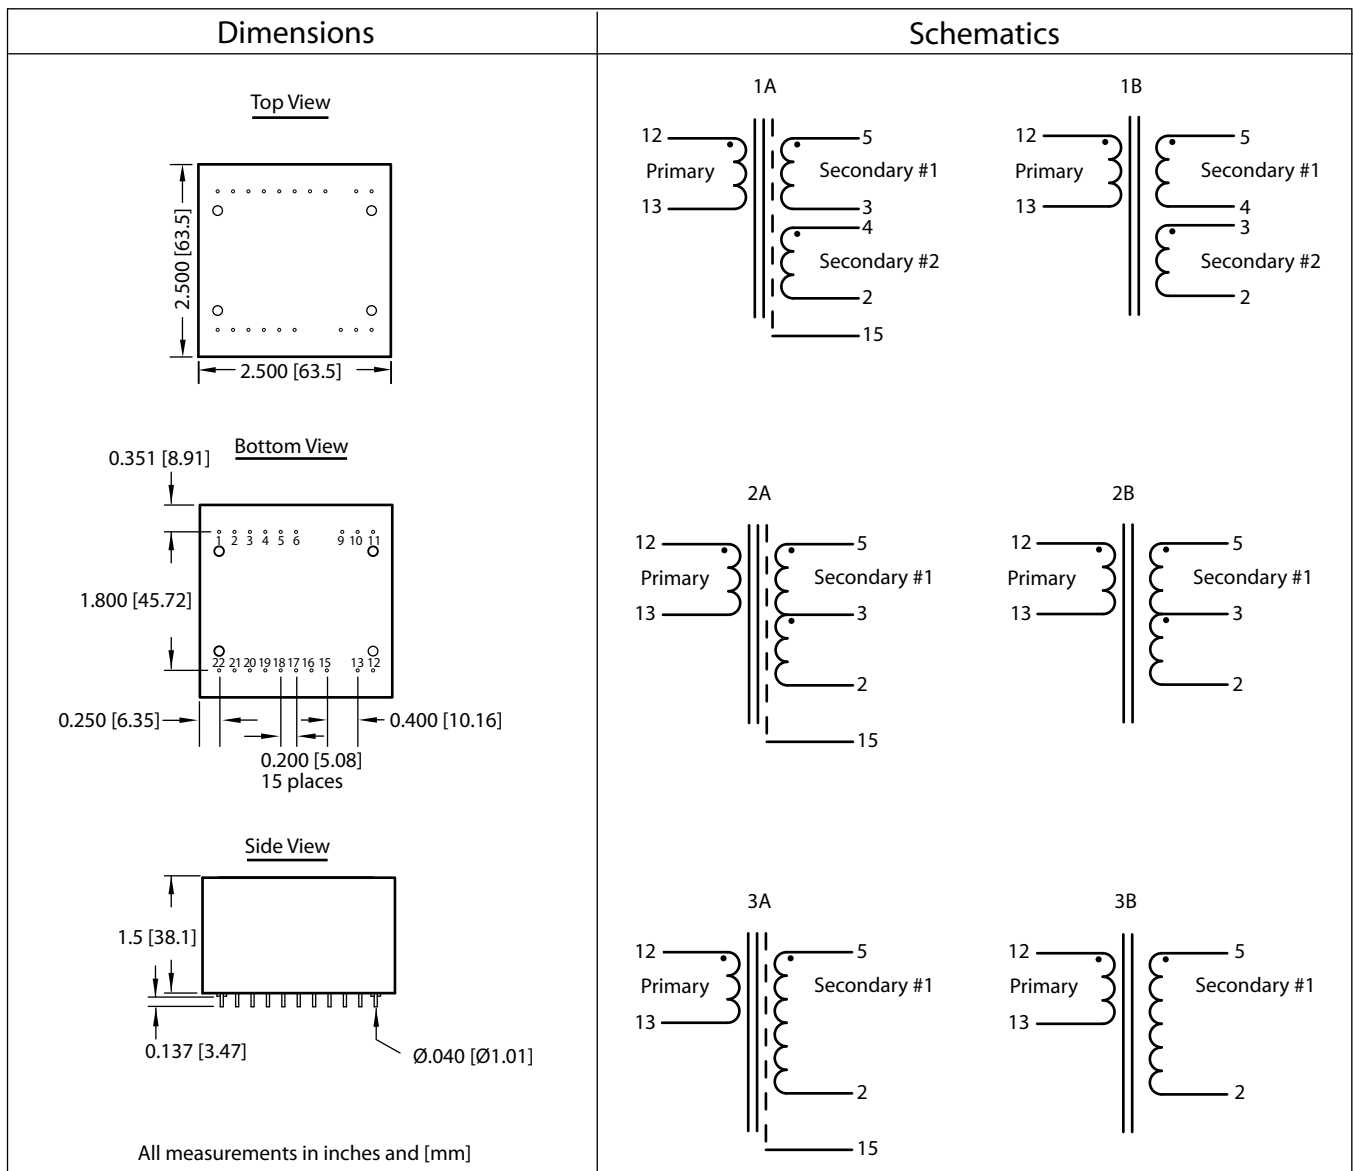 Dimensions
Schematics
Top View
2.500 [63.5]
2.500 [63.5]
Bottom View
0.351 [8.91]
1 2 3 4 5 6 9 10 11
1.800 [45.72]
22 21 20 19 18 17 16 15 13 12
0.250 [6.35]
0.400 [10.16]
0.200 [5.08]
15 places
Side View
1.5 [38.1]
0.137 [3.47]
Ø.040 [Ø1.01]
All measurements in inches and [mm]
1A
12
5
Primary
Secondary #1
13
3
4
Secondary #2
2
15
1B
12
5
Primary
Secondary #1
13
4
3
Secondary #2
2
2A
12
5
Primary
Secondary #1
13
3
2
15
2B
12
5
Primary
Secondary #1
13
3
2
3A
12
5
Primary
Secondary #1
13
2
15
3B
12
5
Primary
Secondary #1
13
2